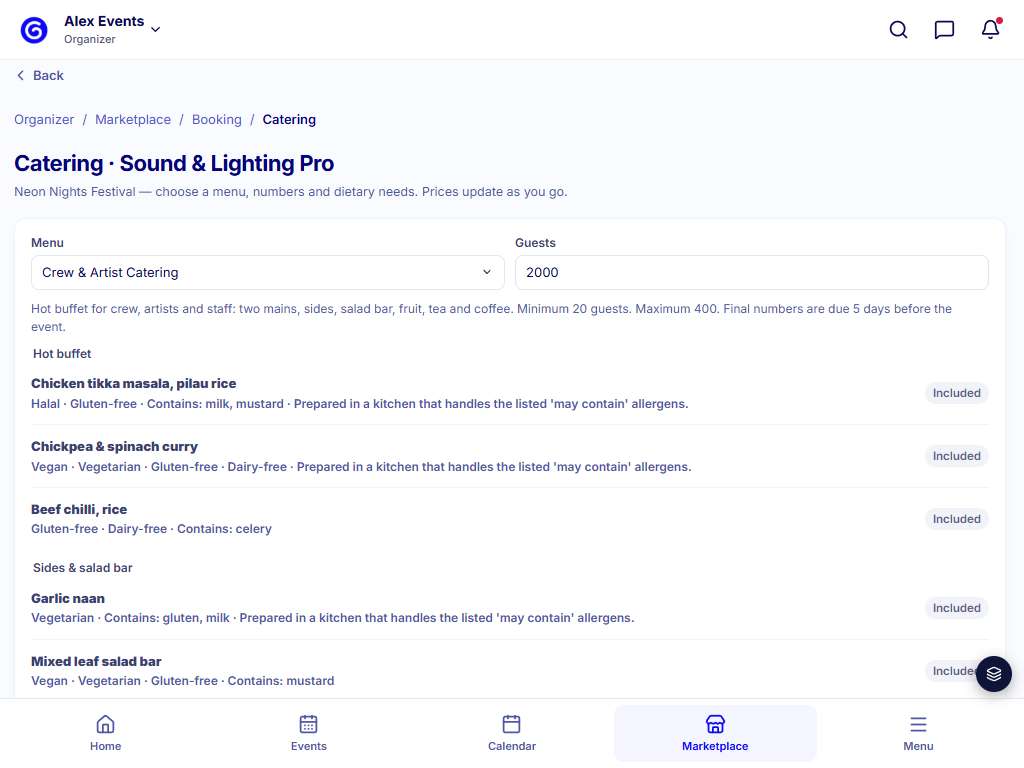 Alex Events
Organizer
Back
Organizer / Marketplace / Booking / Catering
Catering · Sound & Lighting Pro
Neon Nights Festival — choose a menu, numbers and dietary needs. Prices update as you go.
Menu
Guests
Crew & Artist Catering
2000
Hot buffet for crew, artists and staff: two mains, sides, salad bar, fruit, tea and coffee. Minimum 20 guests. Maximum 400. Final numbers are due 5 days before the
event.
Hot buffet
Chicken tikka masala, pilau rice
Halal · Gluten-free · Contains: milk, mustard · Prepared in a kitchen that handles the listed 'may contain' allergens.
Included
Chickpea & spinach curry
Vegan · Vegetarian · Gluten-free · Dairy-free · Prepared in a kitchen that handles the listed 'may contain' allergens.
Included
Beef chilli, rice
Gluten-free · Dairy-free · Contains: celery
Included
Sides & salad bar
Garlic naan
Vegetarian · Contains: gluten, milk · Prepared in a kitchen that handles the listed 'may contain' allergens.
Included
Mixed leaf salad bar
Vegan · Vegetarian · Gluten-free · Contains: mustard
Included
Home
Events
Calendar
Marketplace
Menu